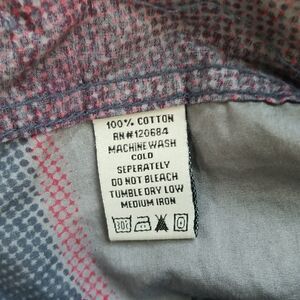 100% COTTON
RN#120684
MACHINE WASH
COLD
SEPERATELY
DO NOT BLEACH
TUMBLE DRY LOW
MEDIUM IRON
30